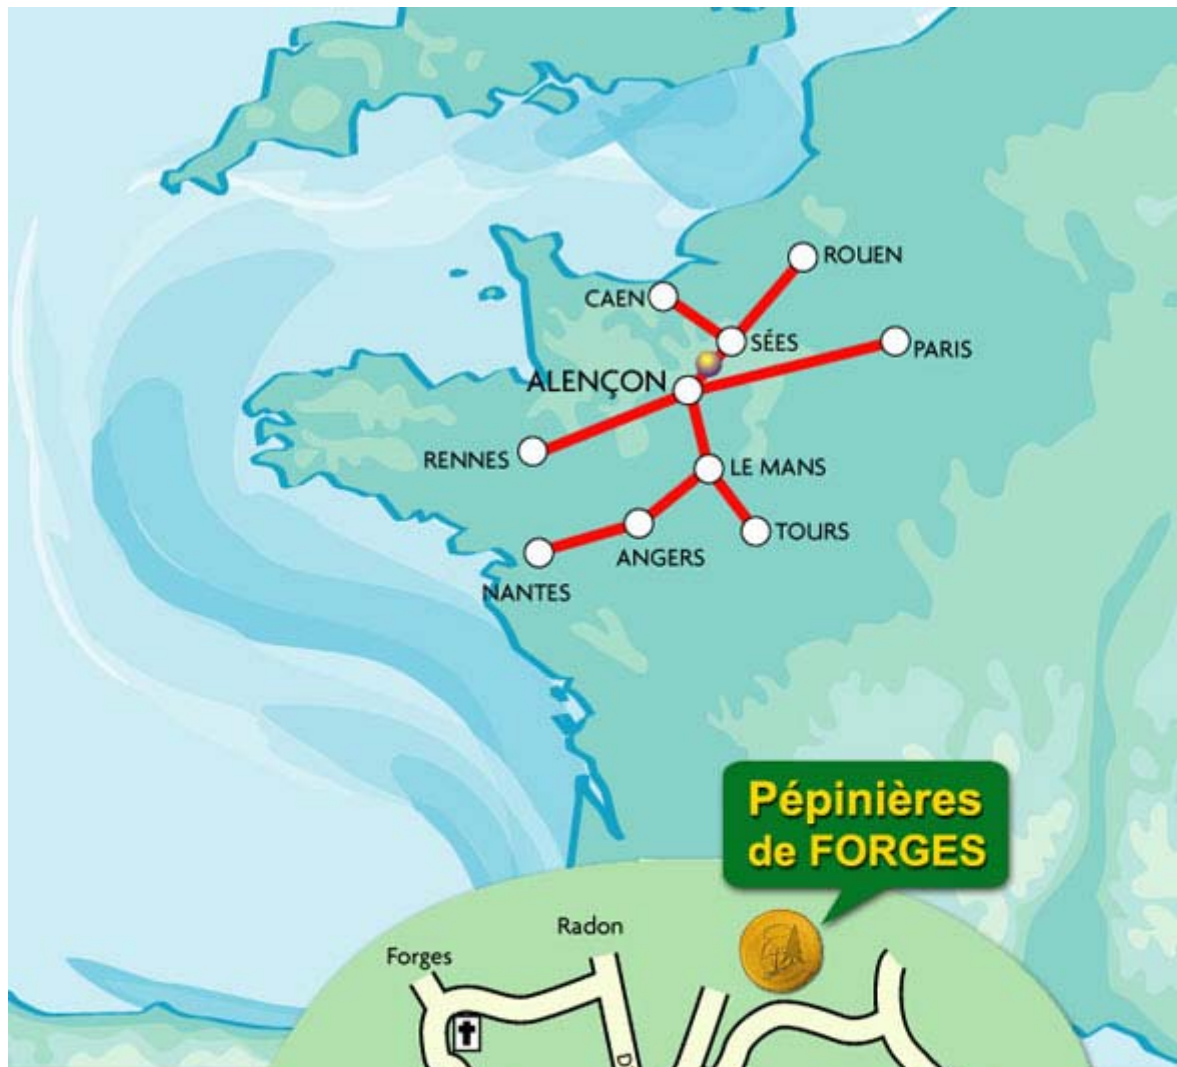 ROUEN
CAEN
SÉES
PARIS
ALENÇON
RENNES
LE MANS
TOURS
ANGERS
NANTES
Pépinières
de FORGES
Radon
Forges